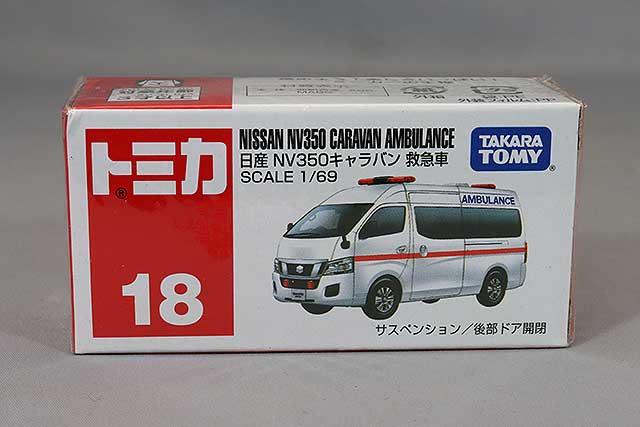 トミカ
®
18
NISSAN NV350 CARAVAN AMBULANCE
日産 NV350キャラバン 救急車
SCALE 1/69
TAKARA
TOMY
®
AMBULANCE
サスペンション／後部ドア開閉